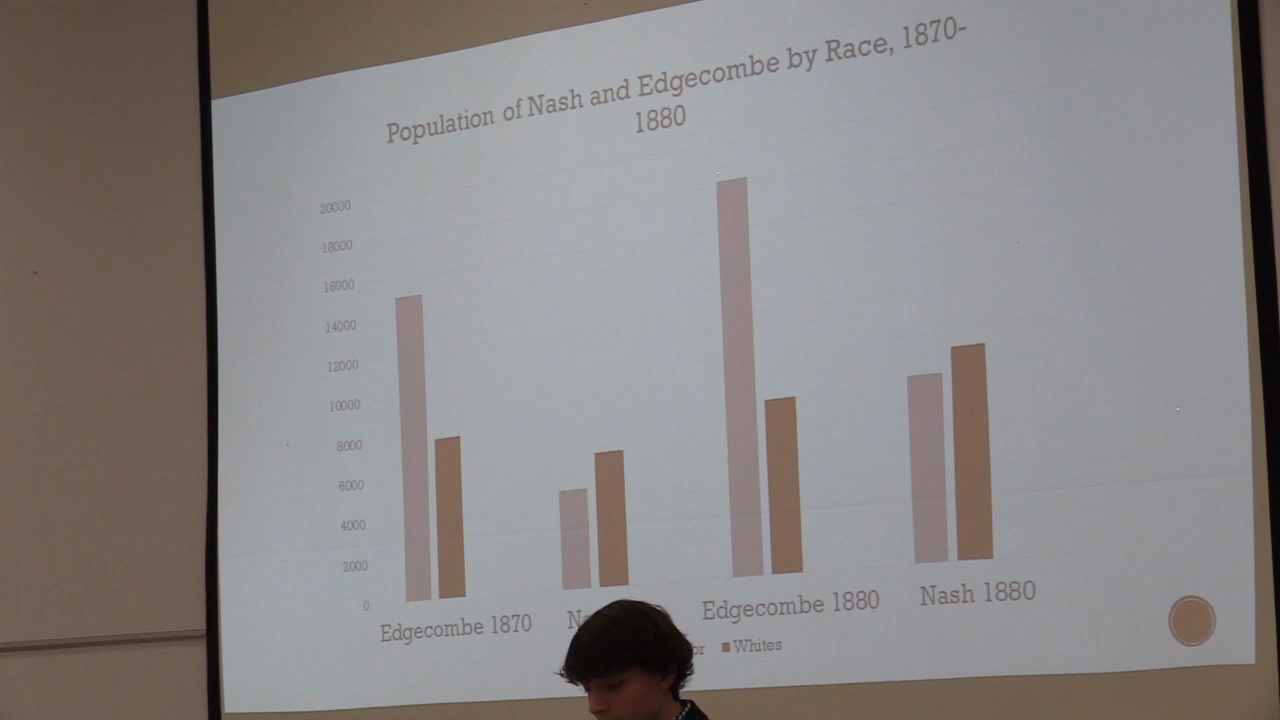 Population of Nash and Edgecombe by Race, 1870-
1880
20000
18000
16000
14000
12000
10000
8000
6000
4000
2000
0
Edgecombe 1870
Edgecombe 1880
Nash 1880
Whites